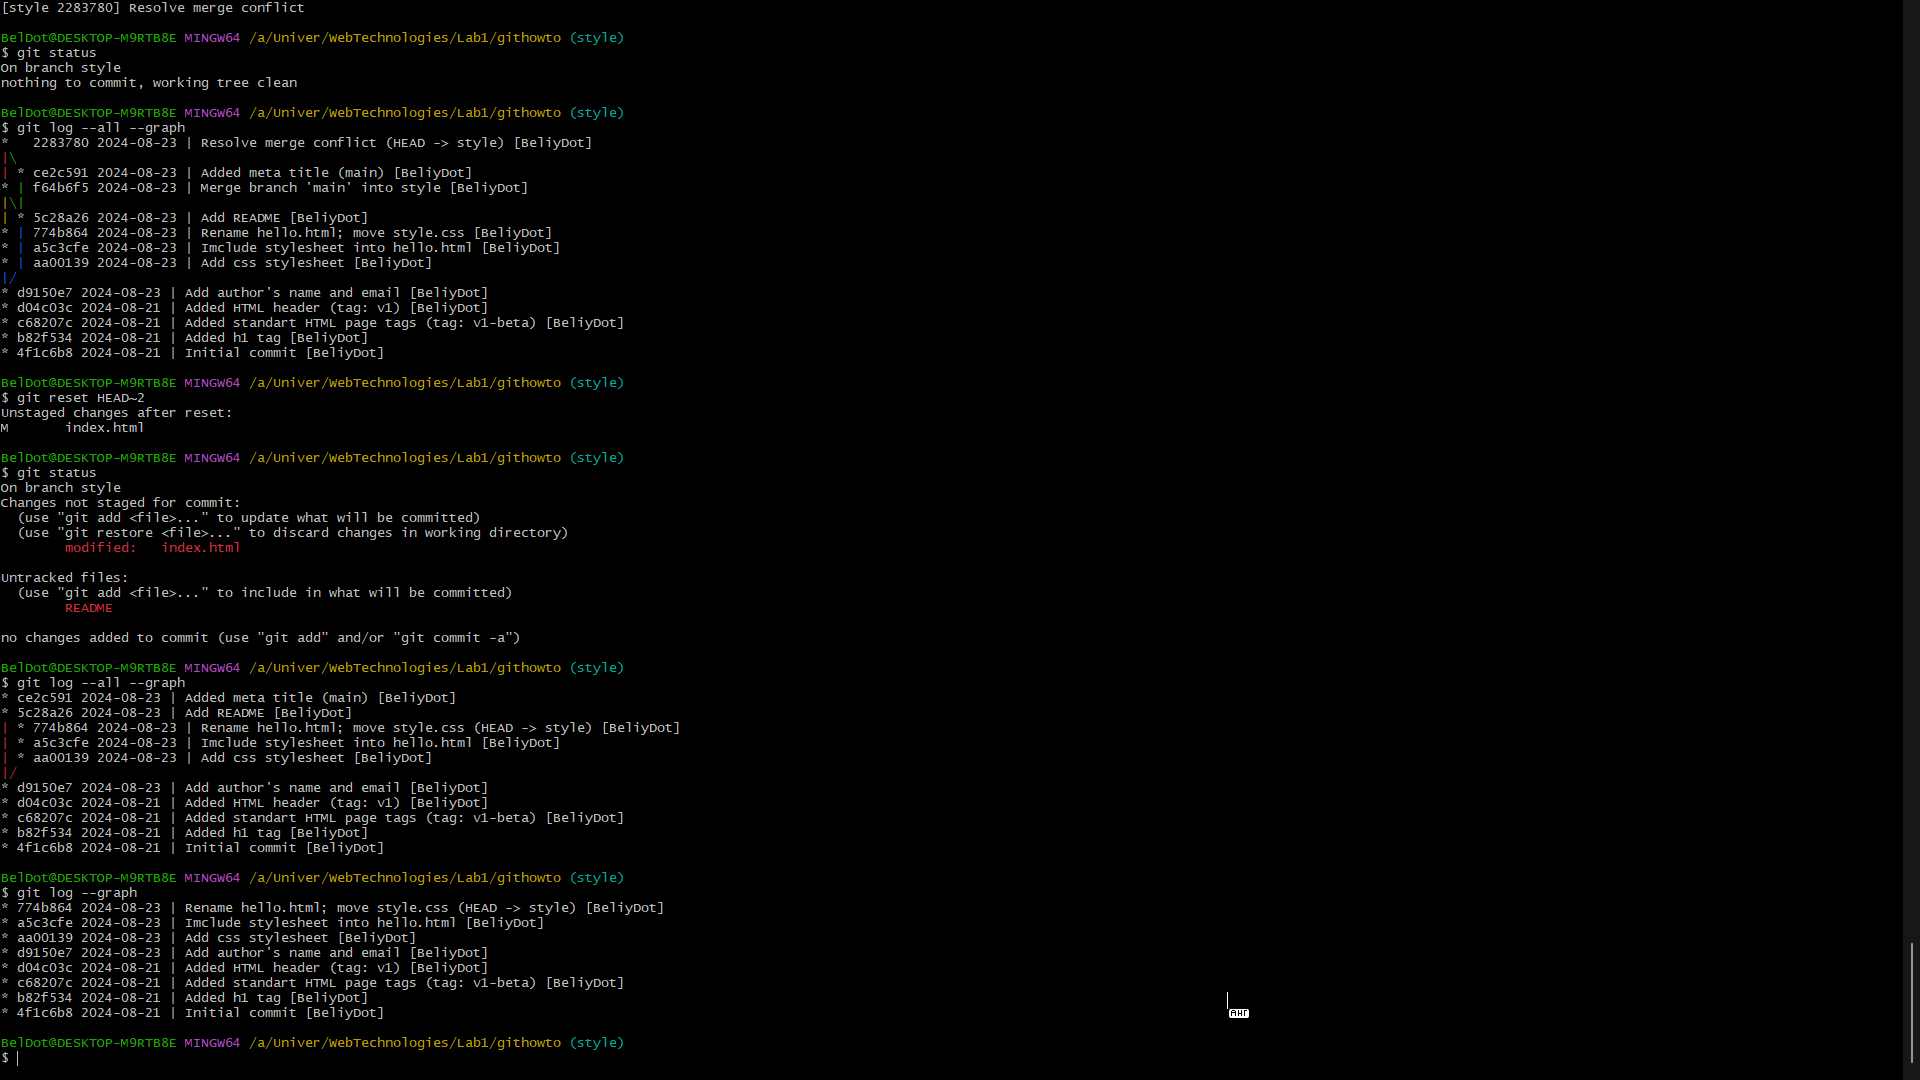 [style 2283780] Resolve merge conflict
BelDot@DESKTOP-M9RTB8E MINGW64 /a/Univer/WebTechnologies/Lab1/githowto (style)
$ git status
On branch style
nothing to commit, working tree clean
BelDot@DESKTOP-M9RTB8E MINGW64 /a/Univer/WebTechnologies/Lab1/githowto (style)
$ git log --all --graph
*   2283780 2024-08-23 | Resolve merge conflict (HEAD -> style) [BeliyDot]
|\
| * ce2c591 2024-08-23 | Added meta title (main) [BeliyDot]
* | f64b6f5 2024-08-23 | Merge branch 'main' into style [BeliyDot]
|\|
| * 5c28a26 2024-08-23 | Add README [BeliyDot]
* | 774b864 2024-08-23 | Rename hello.html; move style.css [BeliyDot]
* | a5c3cfe 2024-08-23 | Imclude stylesheet into hello.html [BeliyDot]
* | aa00139 2024-08-23 | Add css stylesheet [BeliyDot]
|/
* d9150e7 2024-08-23 | Add author's name and email [BeliyDot]
* d04c03c 2024-08-21 | Added HTML header (tag: v1) [BeliyDot]
* c68207c 2024-08-21 | Added standart HTML page tags (tag: v1-beta) [BeliyDot]
* b82f534 2024-08-21 | Added h1 tag [BeliyDot]
* 4f1c6b8 2024-08-21 | Initial commit [BeliyDot]
BelDot@DESKTOP-M9RTB8E MINGW64 /a/Univer/WebTechnologies/Lab1/githowto (style)
$ git reset HEAD~2
Unstaged changes after reset:
M       index.html
BelDot@DESKTOP-M9RTB8E MINGW64 /a/Univer/WebTechnologies/Lab1/githowto (style)
$ git status
On branch style
Changes not staged for commit:
  (use "git add <file>..." to update what will be committed)
  (use "git restore <file>..." to discard changes in working directory)
        modified:   index.html
Untracked files:
  (use "git add <file>..." to include in what will be committed)
        README
no changes added to commit (use "git add" and/or "git commit -a")
BelDot@DESKTOP-M9RTB8E MINGW64 /a/Univer/WebTechnologies/Lab1/githowto (style)
$ git log --all --graph
* ce2c591 2024-08-23 | Added meta title (main) [BeliyDot]
* 5c28a26 2024-08-23 | Add README [BeliyDot]
| * 774b864 2024-08-23 | Rename hello.html; move style.css (HEAD -> style) [BeliyDot]
| * a5c3cfe 2024-08-23 | Imclude stylesheet into hello.html [BeliyDot]
| * aa00139 2024-08-23 | Add css stylesheet [BeliyDot]
|/
* d9150e7 2024-08-23 | Add author's name and email [BeliyDot]
* d04c03c 2024-08-21 | Added HTML header (tag: v1) [BeliyDot]
* c68207c 2024-08-21 | Added standart HTML page tags (tag: v1-beta) [BeliyDot]
* b82f534 2024-08-21 | Added h1 tag [BeliyDot]
* 4f1c6b8 2024-08-21 | Initial commit [BeliyDot]
BelDot@DESKTOP-M9RTB8E MINGW64 /a/Univer/WebTechnologies/Lab1/githowto (style)
$ git log --graph
* 774b864 2024-08-23 | Rename hello.html; move style.css (HEAD -> style) [BeliyDot]
* a5c3cfe 2024-08-23 | Imclude stylesheet into hello.html [BeliyDot]
* aa00139 2024-08-23 | Add css stylesheet [BeliyDot]
* d9150e7 2024-08-23 | Add author's name and email [BeliyDot]
* d04c03c 2024-08-21 | Added HTML header (tag: v1) [BeliyDot]
* c68207c 2024-08-21 | Added standart HTML page tags (tag: v1-beta) [BeliyDot]
* b82f534 2024-08-21 | Added h1 tag [BeliyDot]
* 4f1c6b8 2024-08-21 | Initial commit [BeliyDot]
АНГ
BelDot@DESKTOP-M9RTB8E MINGW64 /a/Univer/WebTechnologies/Lab1/githowto (style)
$